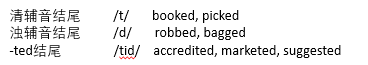 清辅音结尾 /t/ booked, picked
浊辅音结尾 /d/ robbed, bagged
-ted结尾 /tid/ accredited, marketed, suggested